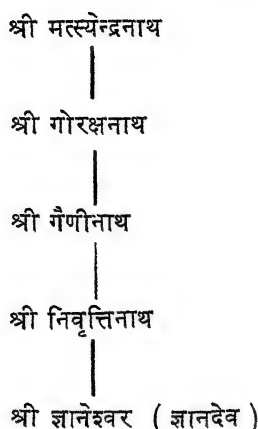 श्री मत्स्येन्द्रनाथ
श्री गोरक्षनाथ
श्री गैणीनाथ
श्री निवृत्तिनाथ
श्री ज्ञानेश्वर ( ज्ञानदेव )